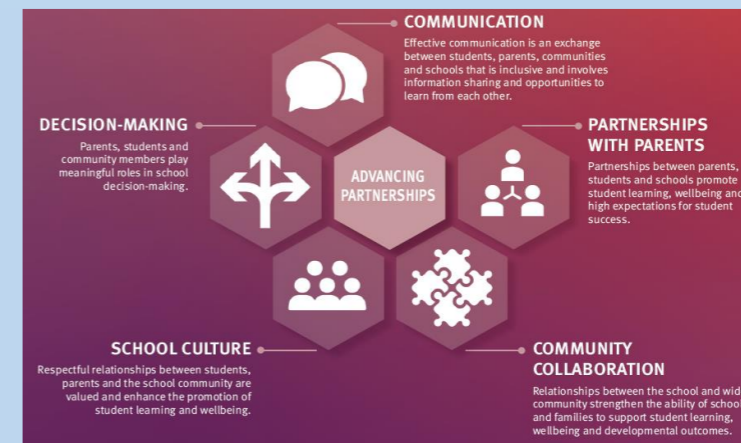 COMMUNICATION
Effective communication is an exchange
between students, parents, communities
and schools that is inclusive and involves
information sharing and opportunities to
learn from each other.
DECISION-MAKING
Parents, students and
community members play
meaningful roles in school
decision-making.
ADVANCING
PARTNERSHIPS
PARTNERSHIPS
WITH PARENTS
Partnerships between parents,
students and schools promote
student learning, wellbeing and
high expectations for student
success.
SCHOOL CULTURE
Respectful relationships between students,
parents and the school community are
valued and enhance the promotion of
student learning and wellbeing.
COMMUNITY
COLLABORATION
Relationships between the school and
community strengthen the ability of
and families to support student learning,
wellbeing and developmental outcomes.